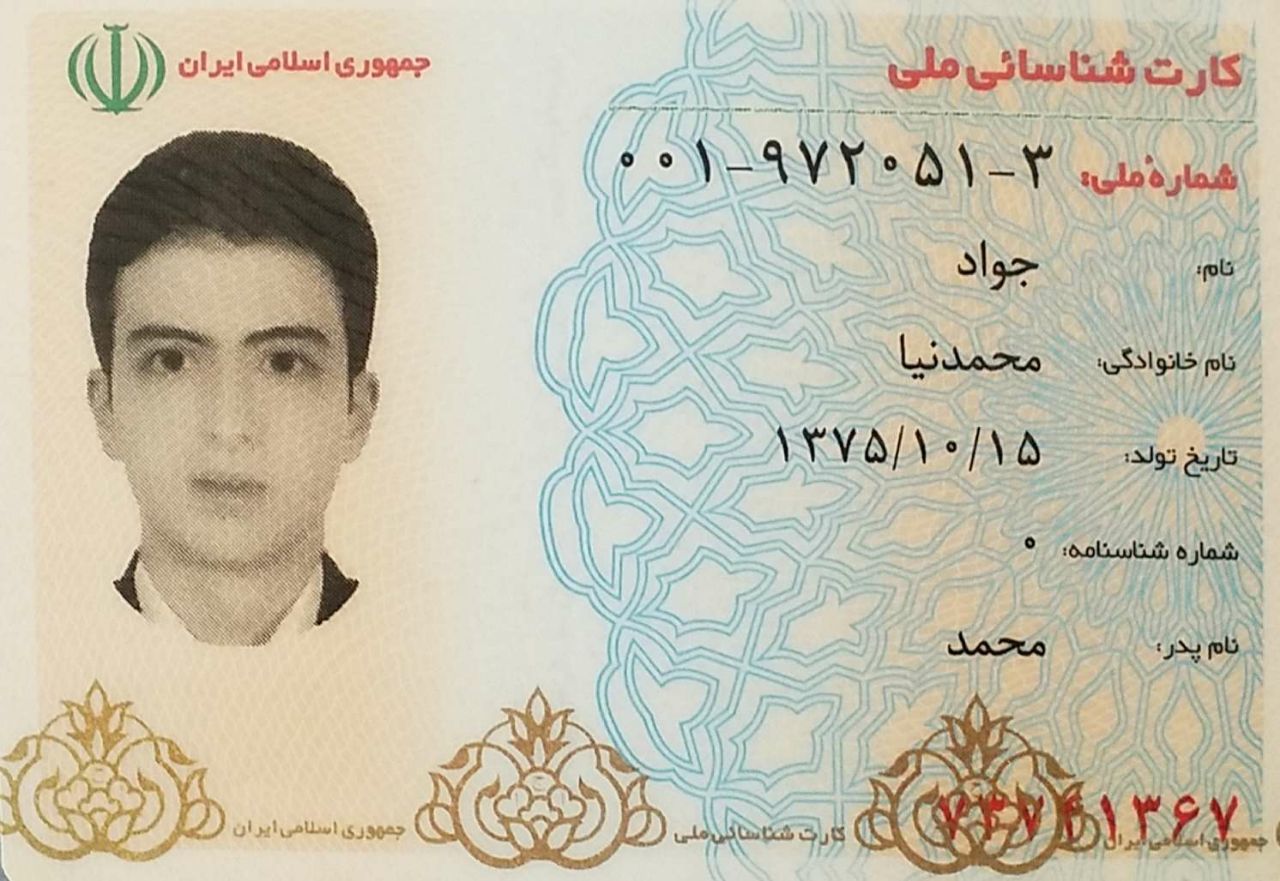 کارت شناسائی ملی
جمهوری اسلامی ایران
شمارهٔ ملی: ۰۰۱-۹۷۲۰۵۱-۳
نام: جواد
نام خانوادگی: محمدنیا
تاریخ تولد: ۱۳۷۵/۱۰/۱۵
شماره شناسنامه: ۰
نام پدر: محمد
جمهوری اسلامی ایران کارت شناسائی ملی جمهوری اسلامی ایران